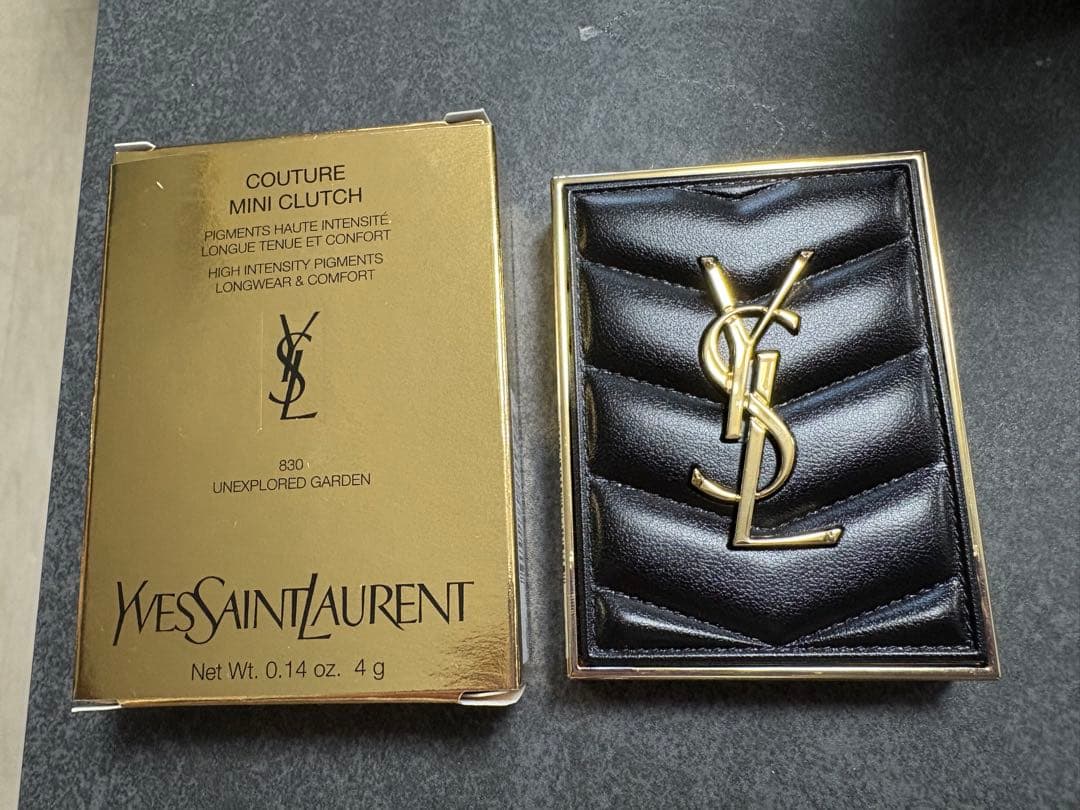 COUTURE
MINI CLUTCH
PIGMENTS HAUTE INTENSITÉ
LONGUE TENUE ET CONFORT
HIGH INTENSITY PIGMENTS
LONGWEAR & COMFORT
YSL
830
UNEXPLORED GARDEN
YVESSAINTLAURENT
Net Wt. 0.14 oz. 4 g
YSL